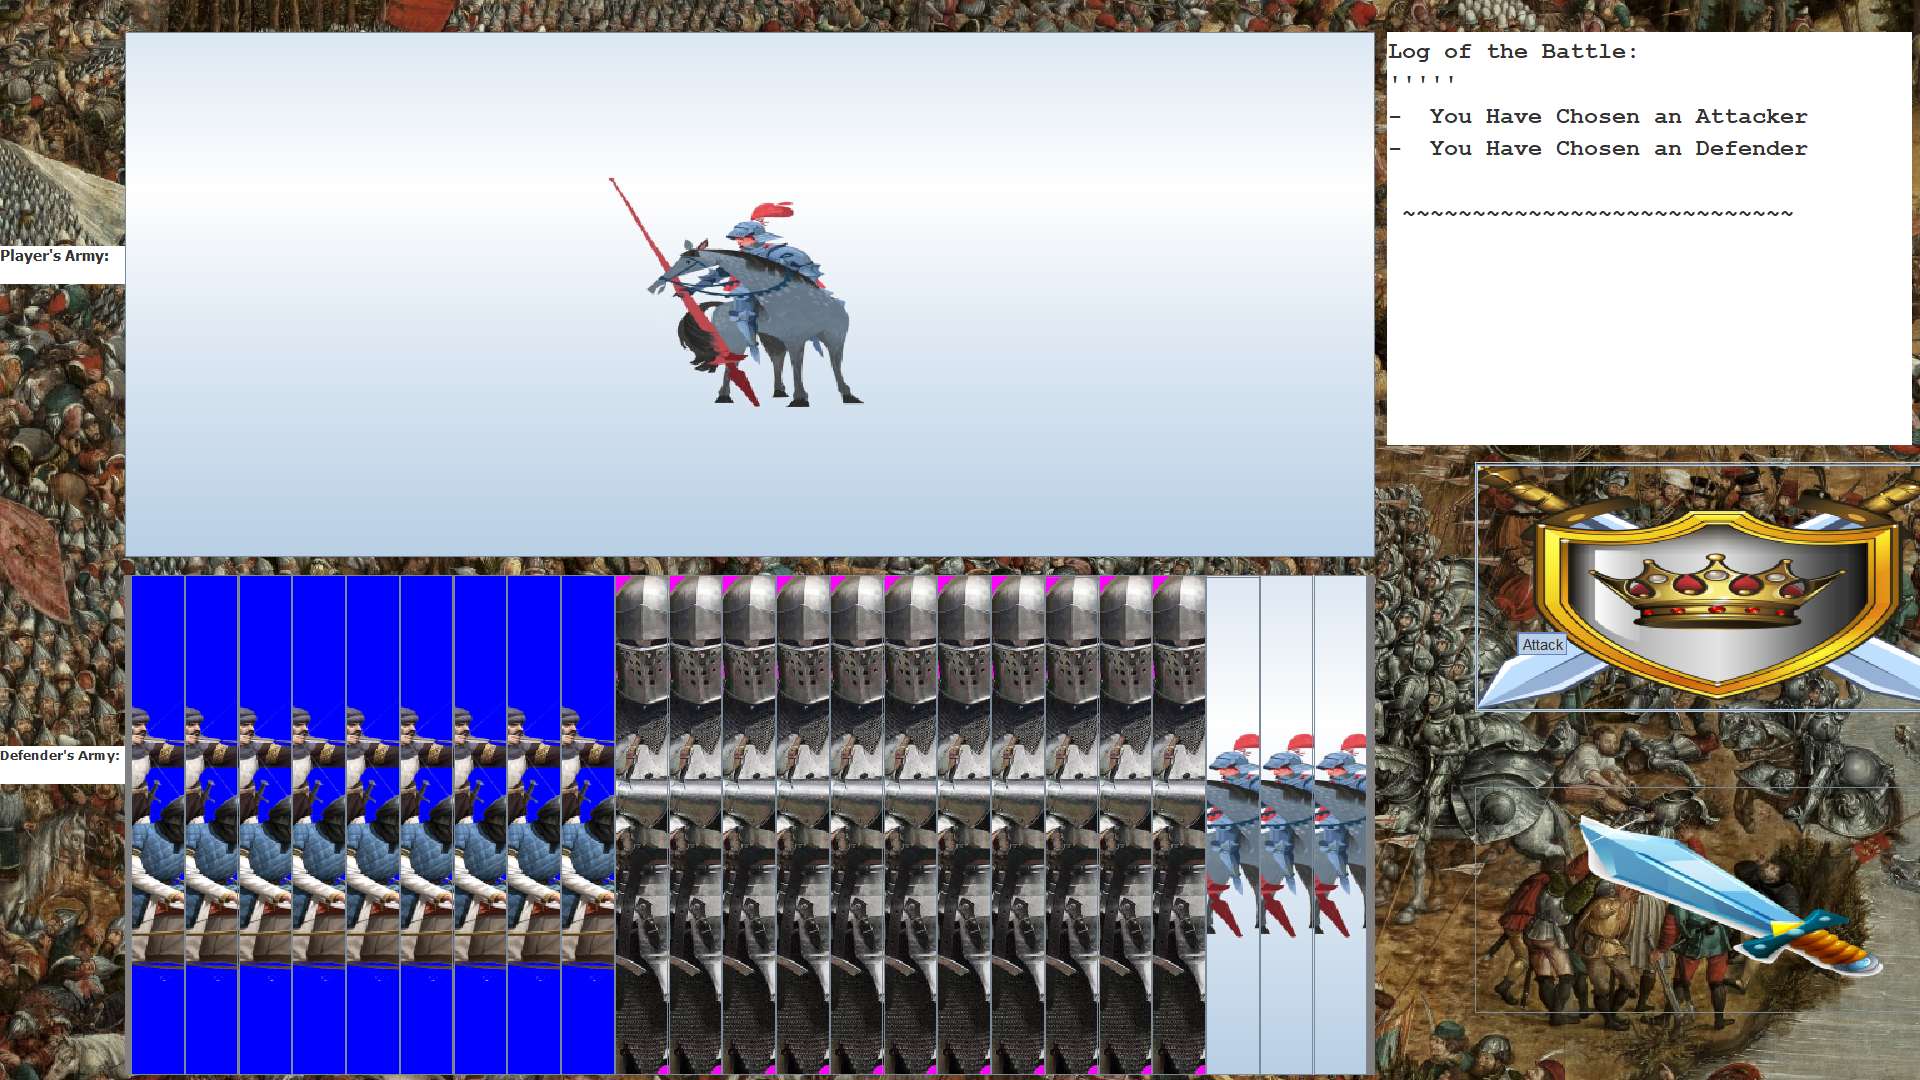 Log of the Battle:
'''''
-  You Have Chosen an Attacker
-  You Have Chosen an Defender
~~~~~~~~~~~~~~~~~~~~~~~~~~~~
Player's Army:
Attack
Defender's Army: